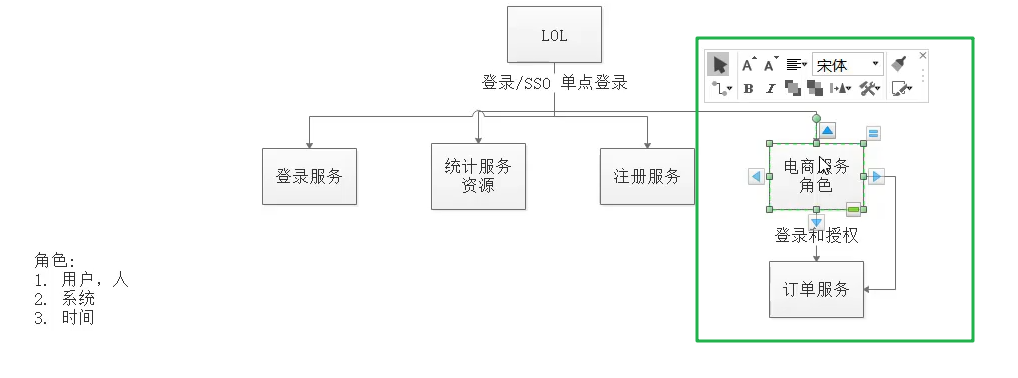 LOL
登录/SSO 单点登录
宋体
B I
登录服务
统计服务
资源
注册服务
电商服务
角色
登录和授权
订单服务
角色:
1. 用户，人
2. 系统
3. 时间